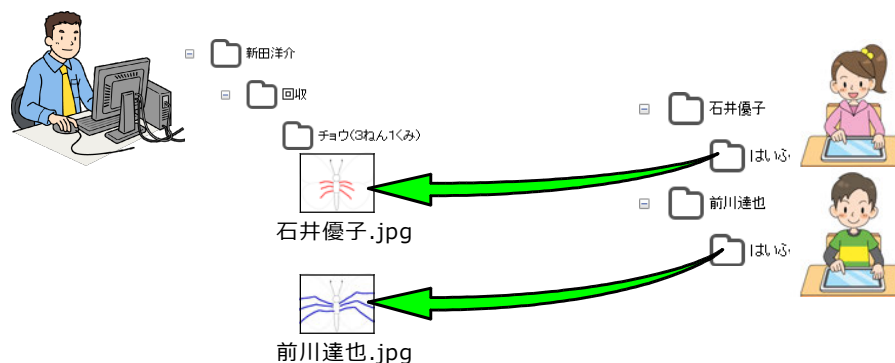 新田洋介
回収
チョウ(3ねん1くみ)
石井優子.jpg
前川達也.jpg
石井優子
はいふ
前川達也
はいふ